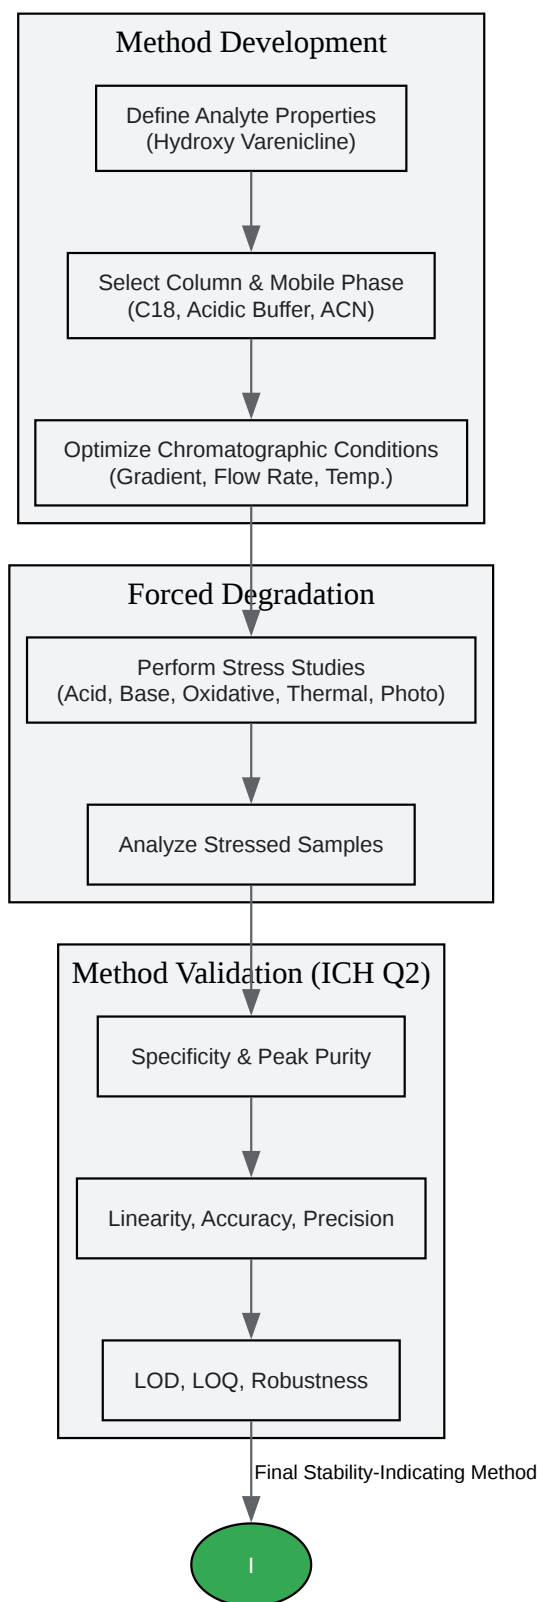 Method Development
Define Analyte Properties
(Hydroxy Varenicline)
Select Column & Mobile Phase
(C18, Acidic Buffer, ACN)
Optimize Chromatographic Conditions
(Gradient, Flow Rate, Temp.)
Forced Degradation
Perform Stress Studies
(Acid, Base, Oxidative, Thermal, Photo)
Analyze Stressed Samples
Method Validation (ICH Q2)
Specificity & Peak Purity
Linearity, Accuracy, Precision
LOD, LOQ, Robustness
Final Stability-Indicating Method
I